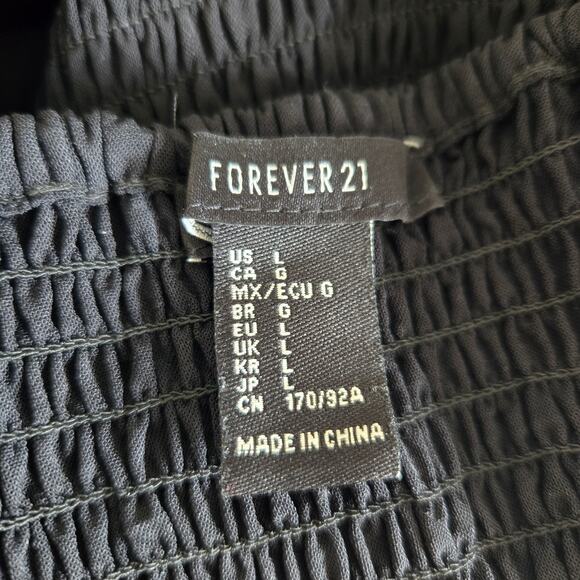 FOREVER 21
US L
CA G
MX/ECU G
BR G
EU L
UK L
KR L
JP L
CN 170/92A
MADE IN CHINA